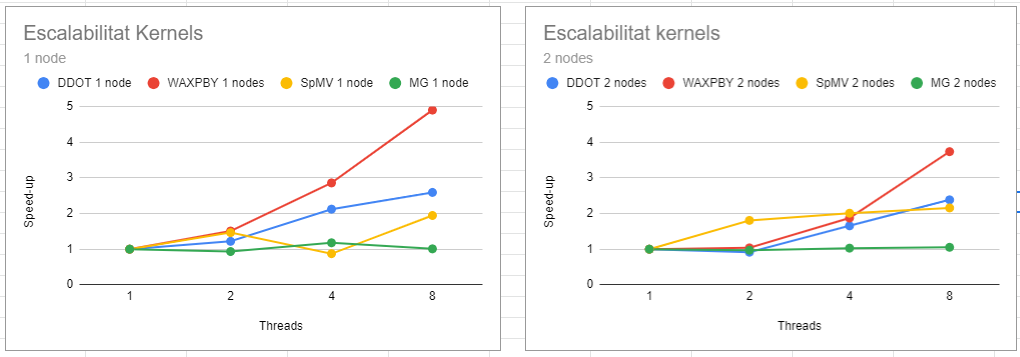 Escalabilitat Kernels
1 node
DDOT 1 node WAXPBY 1 nodes SpMV 1 node MG 1 node
5
4
3
2
1
0
Speed-up
1 2 4 8
Threads
Escalabilitat kernels
2 nodes
DDOT 2 nodes WAXPBY 2 nodes SpMV 2 nodes MG 2 nodes
5
4
3
2
1
0
Speed-up
1 2 4 8
Threads